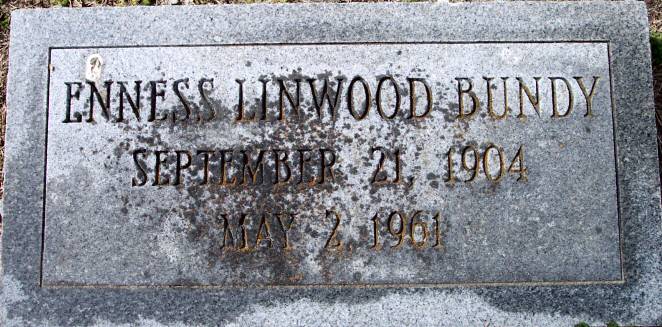 ENNESS LINWOOD BUNDY
SEPTEMBER 21, 1904
MAY 2, 1961